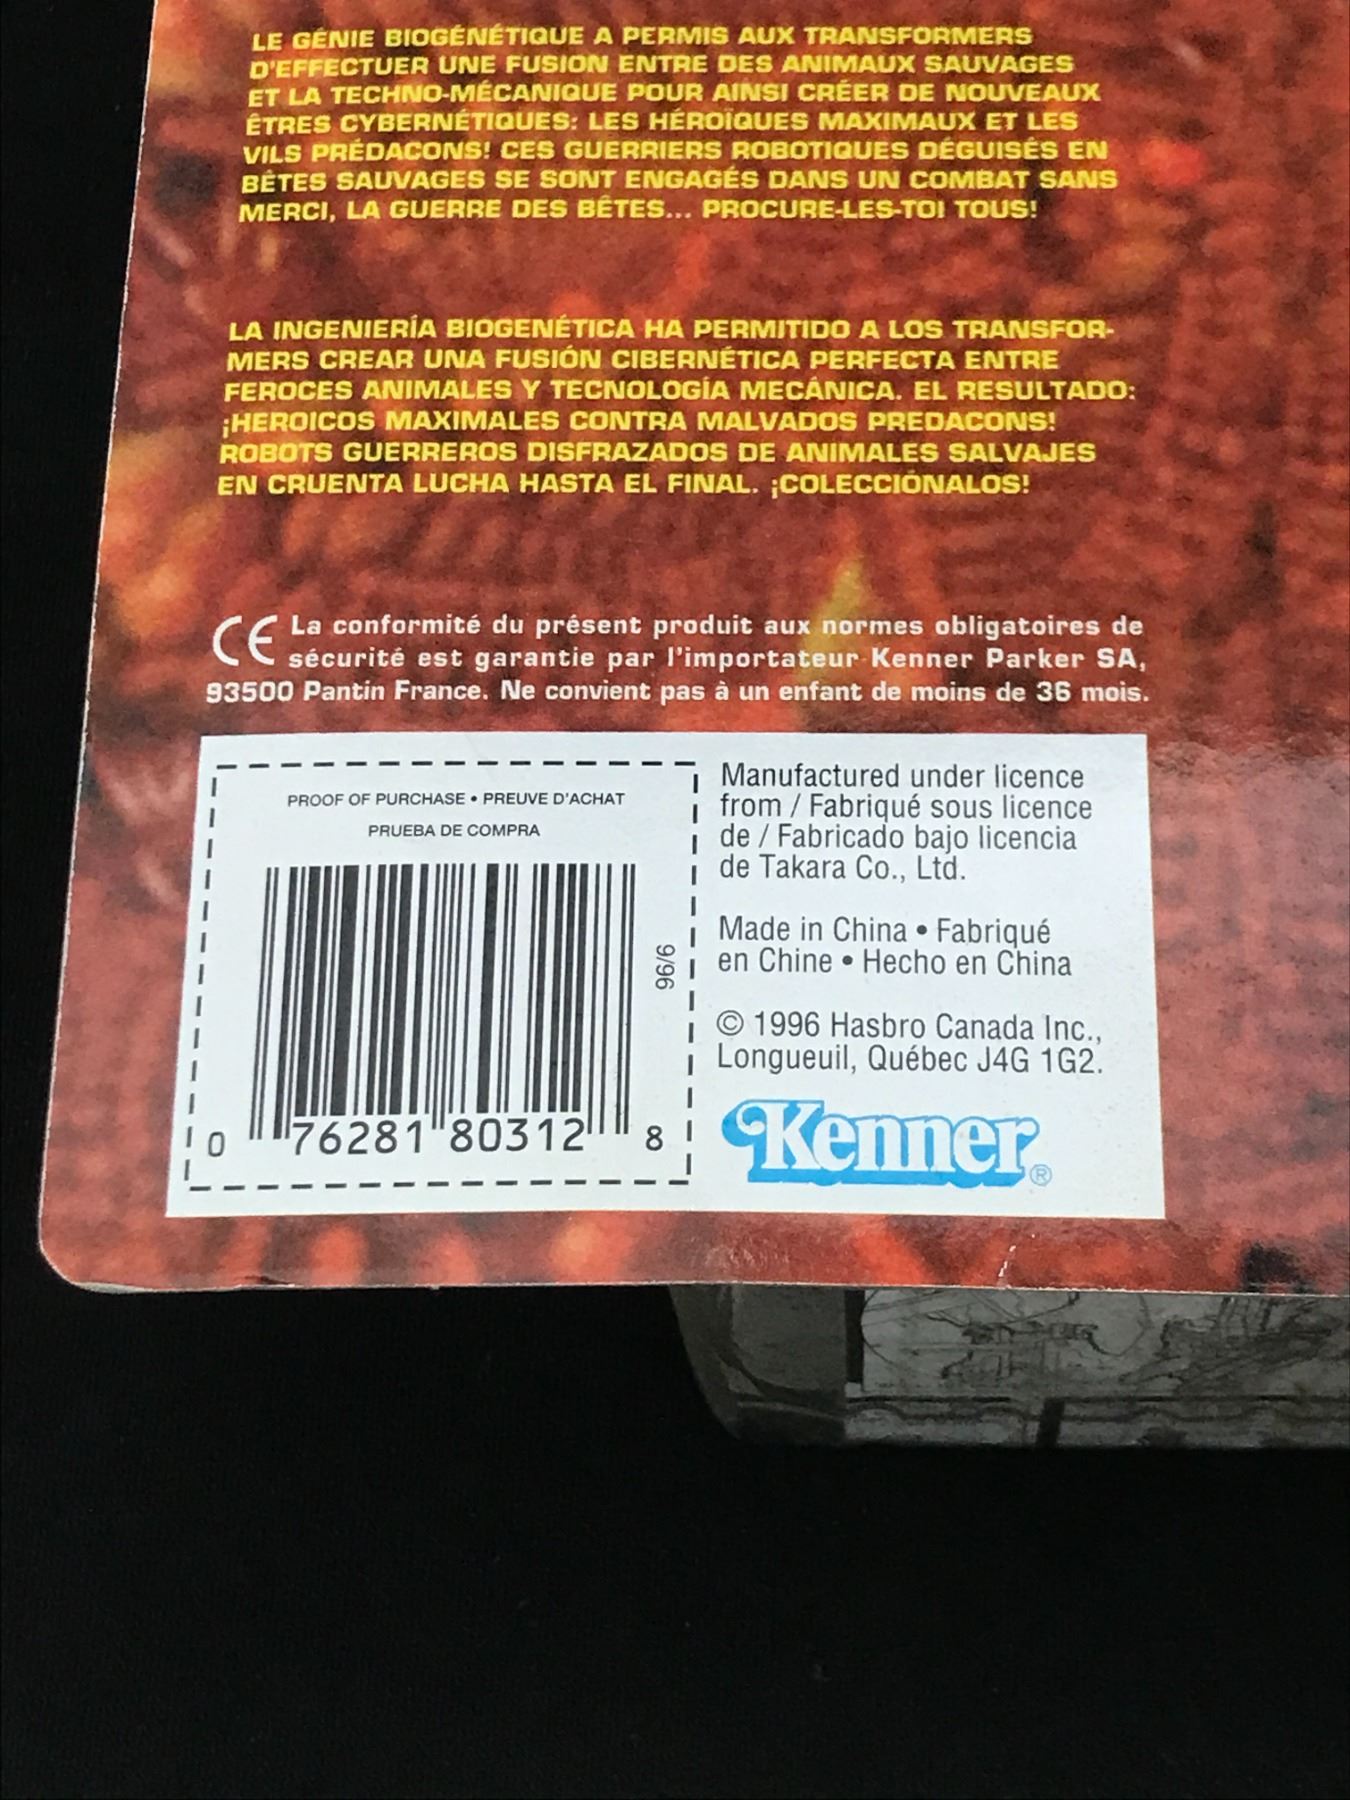 LE GÉNIE BIOGÉNÉTIQUE A PERMIS AUX TRANSFORMERS
D'EFFECTUER UNE FUSION ENTRE DES ANIMAUX SAUVAGES
ET LA TECHNO-MÉCANIQUE POUR AINSI CRÉER DE NOUVEAUX
ÊTRES CYBERNÉTIQUES: LES HÉROÏQUES MAXIMAUX ET LES
VILS PRÉDACONS! CES GUERRIERS ROBOTIQUES DÉGUISÉS EN
BÊTES SAUVAGES SE SONT ENGAGÉS DANS UN COMBAT SANS
MERCI, LA GUERRE DES BÊTES... PROCURE-LES-TOI TOUS!
LA INGENIERÍA BIOGENÉTICA HA PERMITIDO A LOS TRANSFOR-
MERS CREAR UNA FUSIÓN CIBERNÉTICA PERFECTA ENTRE
FEROCES ANIMALES Y TECNOLOGÍA MECÁNICA. EL RESULTADO:
¡HEROICOS MAXIMALES CONTRA MALVADOS PREDACONS!
ROBOTS GUERREROS DISFRAZADOS DE ANIMALES SALVAJES
EN CRUENTA LUCHA HASTA EL FINAL. ¡COLECCIÓNALOS!
CE La conformité du présent produit aux normes obligatoires de
sécurité est garantie par l'importateur Kenner Parker SA,
93500 Pantin France. Ne convient pas à un enfant de moins de 36 mois.
PROOF OF PURCHASE • PREUVE D'ACHAT
PRUEBA DE COMPRA
96/6
0 76281 80312 8
Manufactured under licence
from / Fabriqué sous licence
de / Fabricado bajo licencia
de Takara Co., Ltd.
Made in China • Fabriqué
en Chine • Hecho en China
© 1996 Hasbro Canada Inc.,
Longueuil, Québec J4G 1G2.
Kenner®